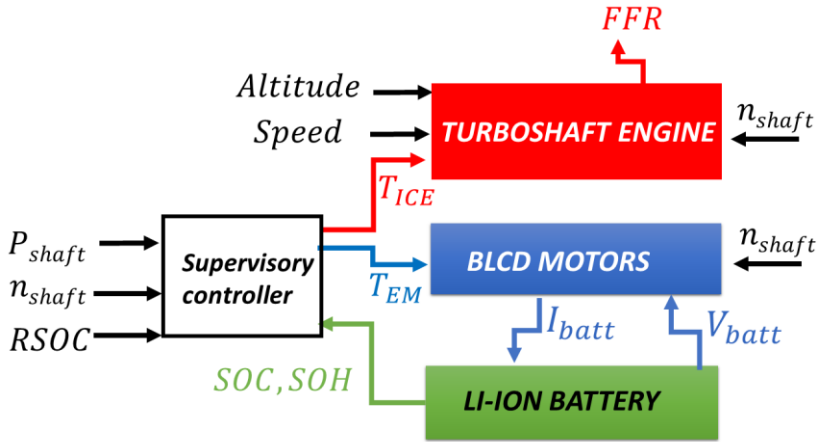 FFR
Altitude
Speed
TURBOSHAFT ENGINE
n_shaft
T_ICE
P_shaft
n_shaft
RSOC
Supervisory
controller
T_EM
BLCD MOTORS
n_shaft
I_batt
V_batt
SOC, SOH
LI-ION BATTERY